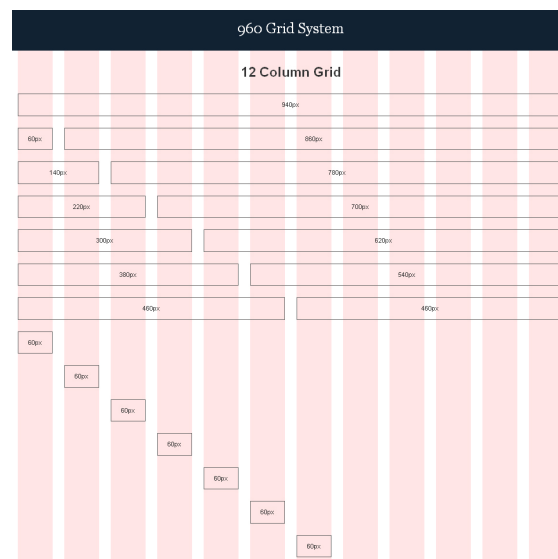 960 Grid System
12 Column Grid
940px
60px 860px
140px 780px
220px 700px
300px 620px
380px 540px
460px 460px
60px
60px
60px
60px
60px
60px
60px